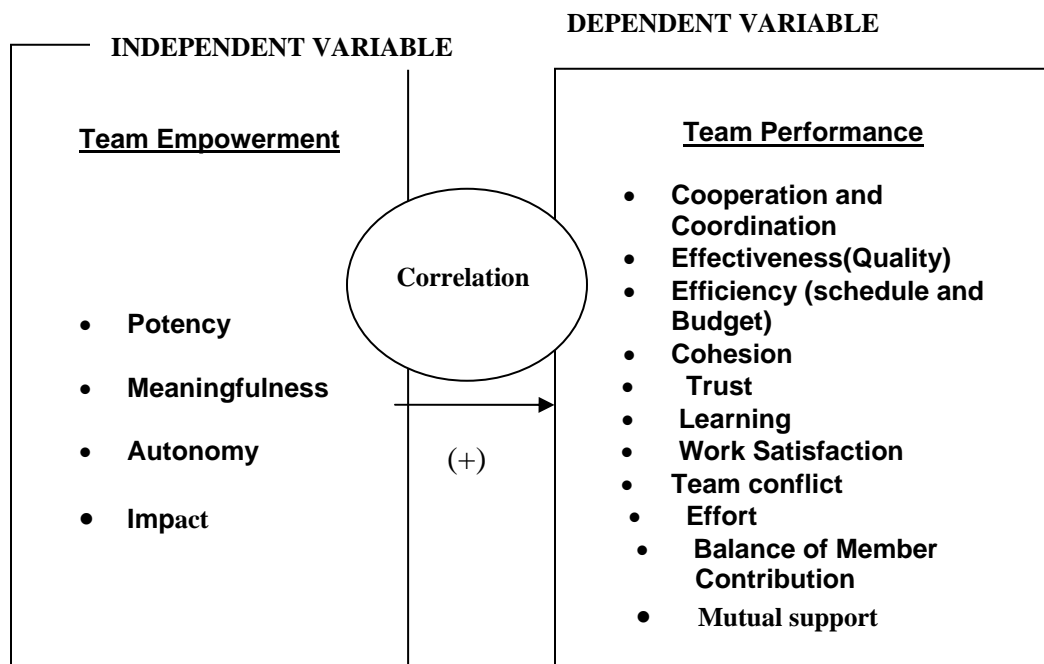 INDEPENDENT VARIABLE
Team Empowerment
• Potency
• Meaningfulness
• Autonomy
• Impact
Correlation
(+)
DEPENDENT VARIABLE
Team Performance
• Cooperation and
Coordination
• Effectiveness(Quality)
• Efficiency (schedule and
Budget)
• Cohesion
• Trust
• Learning
• Work Satisfaction
• Team conflict
• Effort
• Balance of Member
Contribution
• Mutual support